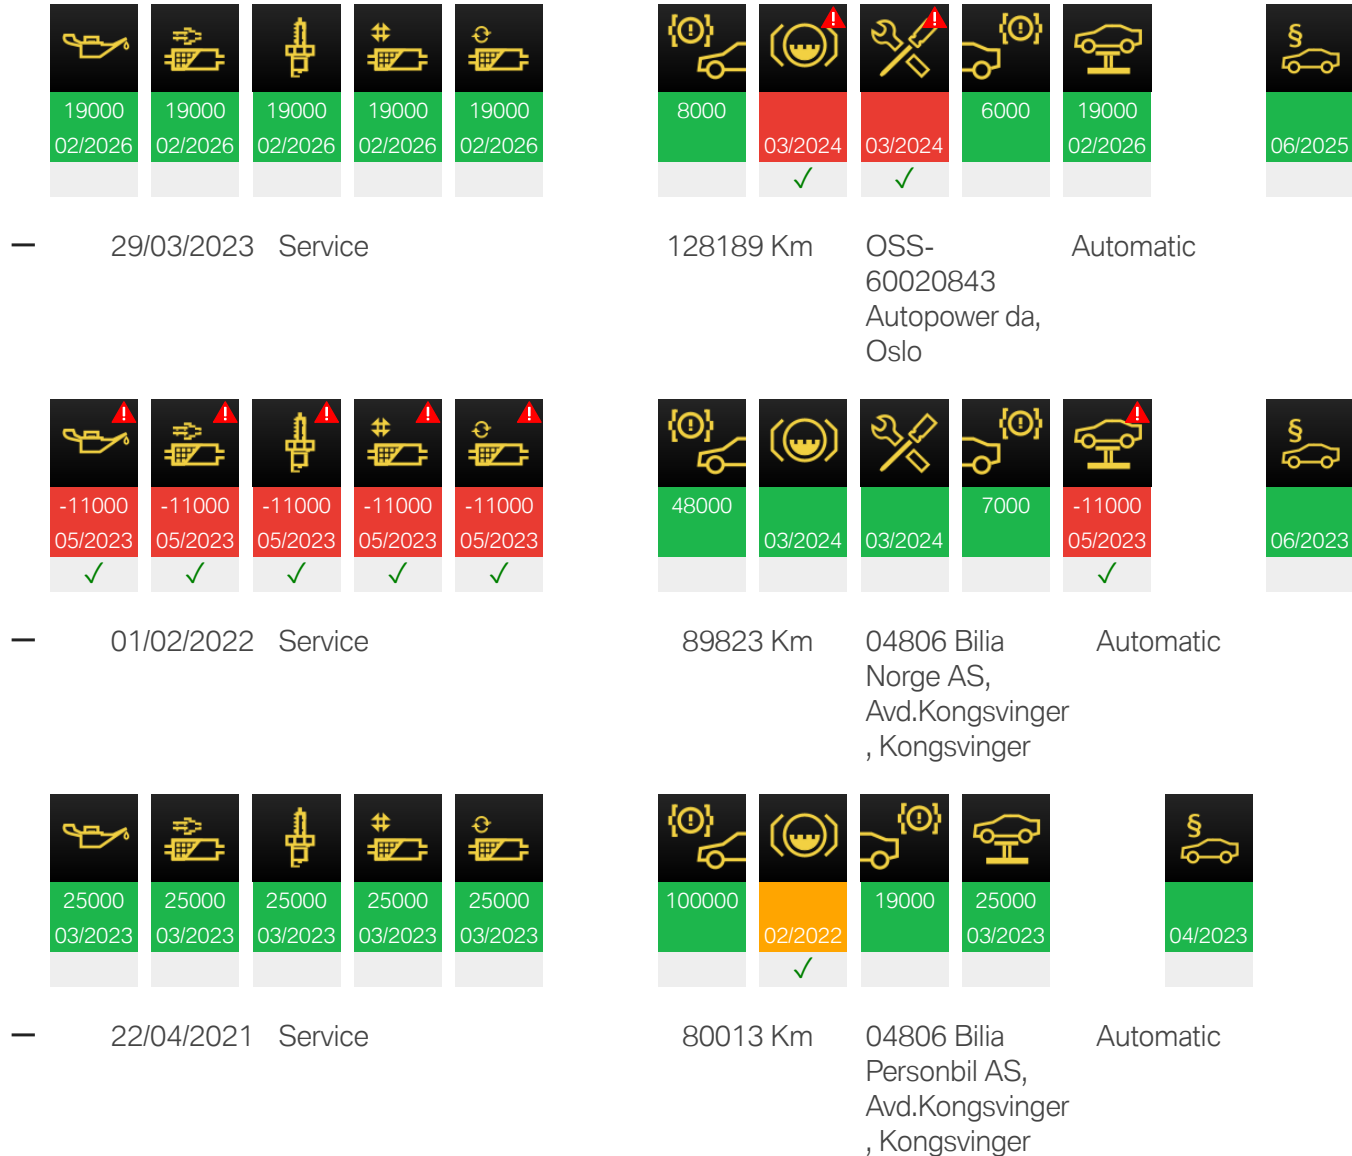 19000 19000 19000 19000 19000 8000 6000 19000
02/2026 02/2026 02/2026 02/2026 02/2026 03/2024 03/2024 02/2026 06/2025
29/03/2023 Service 128189 Km OSS- Automatic
60020843
Autopower da,
Oslo
-11000 -11000 -11000 -11000 -11000 48000 7000 -11000
05/2023 05/2023 05/2023 05/2023 05/2023 03/2024 03/2024 05/2023 06/2023
01/02/2022 Service 89823 Km 04806 Bilia Automatic
Norge AS,
Avd.Kongsvinger
, Kongsvinger
25000 25000 25000 25000 25000 100000 19000 25000
03/2023 03/2023 03/2023 03/2023 03/2023 02/2022 03/2023 04/2023
22/04/2021 Service 80013 Km 04806 Bilia Automatic
Personbil AS,
Avd.Kongsvinger
, Kongsvinger